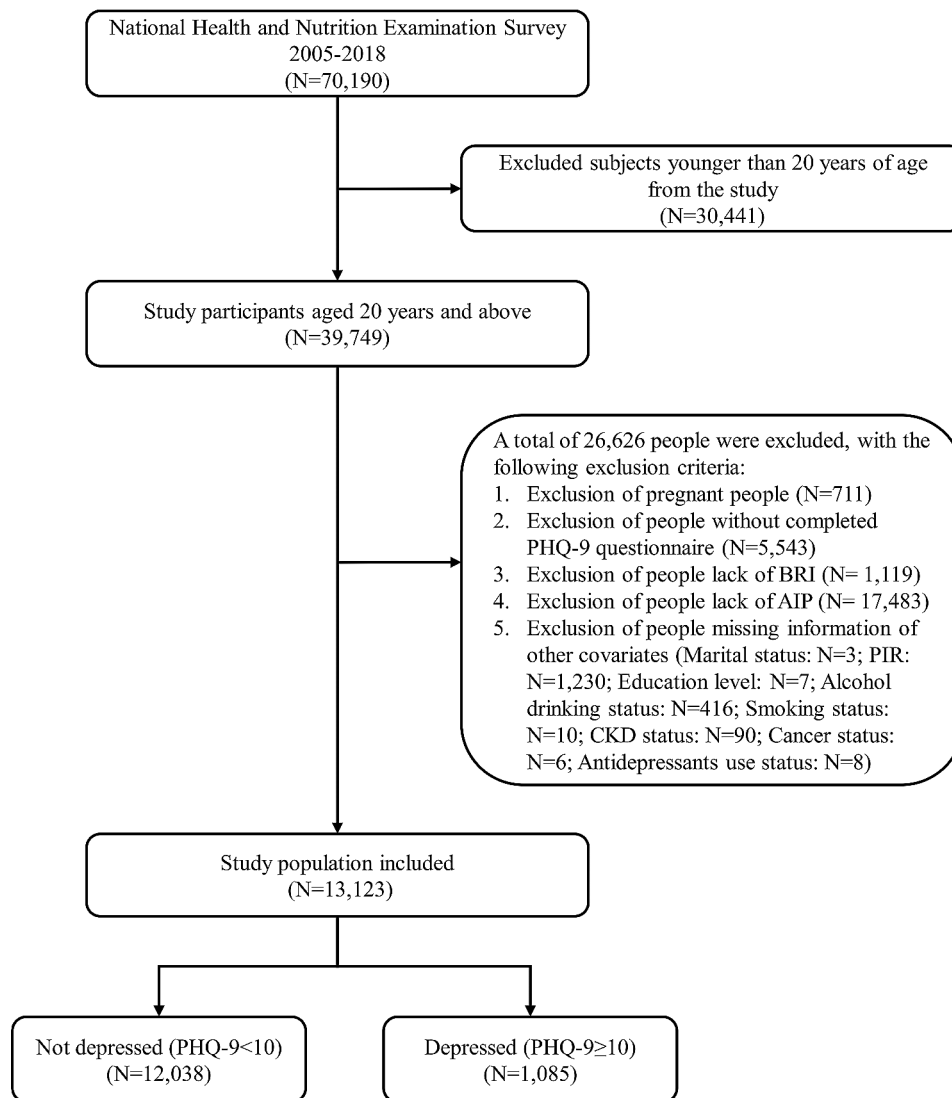 National Health and Nutrition Examination Survey
2005-2018
(N=70,190)
Excluded subjects younger than 20 years of age
from the study
(N=30,441)
Study participants aged 20 years and above
(N=39,749)
A total of 26,626 people were excluded, with the
following exclusion criteria:
1. Exclusion of pregnant people (N=711)
2. Exclusion of people without completed
PHQ-9 questionnaire (N=5,543)
3. Exclusion of people lack of BRI (N= 1,119)
4. Exclusion of people lack of AIP (N= 17,483)
5. Exclusion of people missing information of
other covariates (Marital status: N=3; PIR:
N=1,230; Education level: N=7; Alcohol
drinking status: N=416; Smoking status:
N=10; CKD status: N=90; Cancer status:
N=6; Antidepressants use status: N=8)
Study population included
(N=13,123)
Not depressed (PHQ-9<10)
(N=12,038)
Depressed (PHQ-9≥10)
(N=1,085)